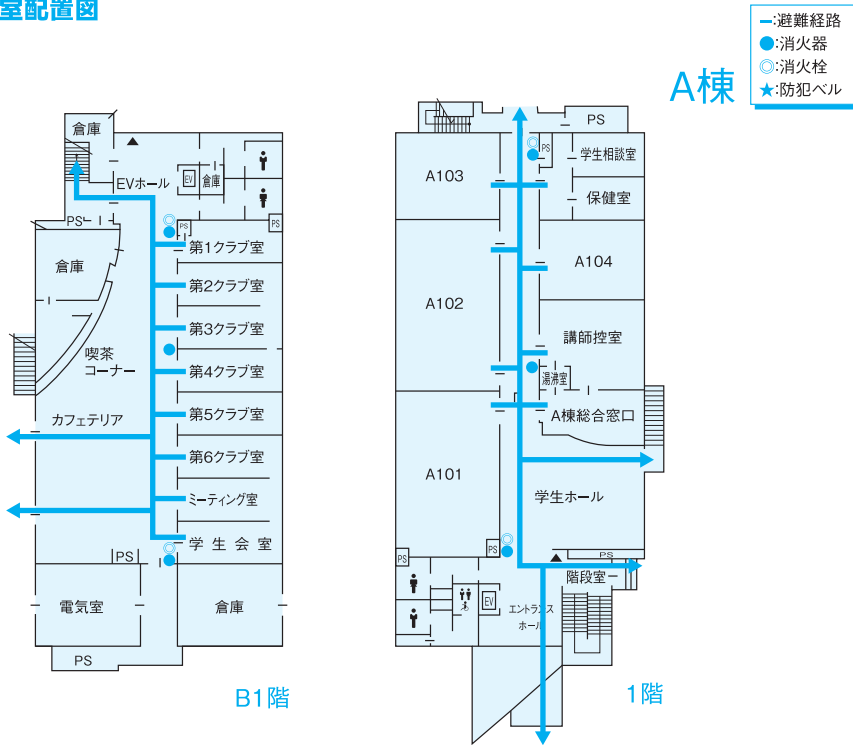 室配置図
━:避難経路
●:消火器
◎:消火栓
★:防犯ベル
A棟
倉庫
EVホール
EV
倉庫
PS
PS
PS
倉庫
第1クラブ室
第2クラブ室
第3クラブ室
喫茶
コーナー
第4クラブ室
カフェテリア
第5クラブ室
第6クラブ室
ミーティング室
学生会室
PS
電気室
倉庫
PS
B1階
PS
A103
PS
学生相談室
保健室
A104
A102
講師控室
湯沸室
A棟総合窓口
A101
学生ホール
PS
PS
PS
階段室
EV
エントランス
ホール
1階